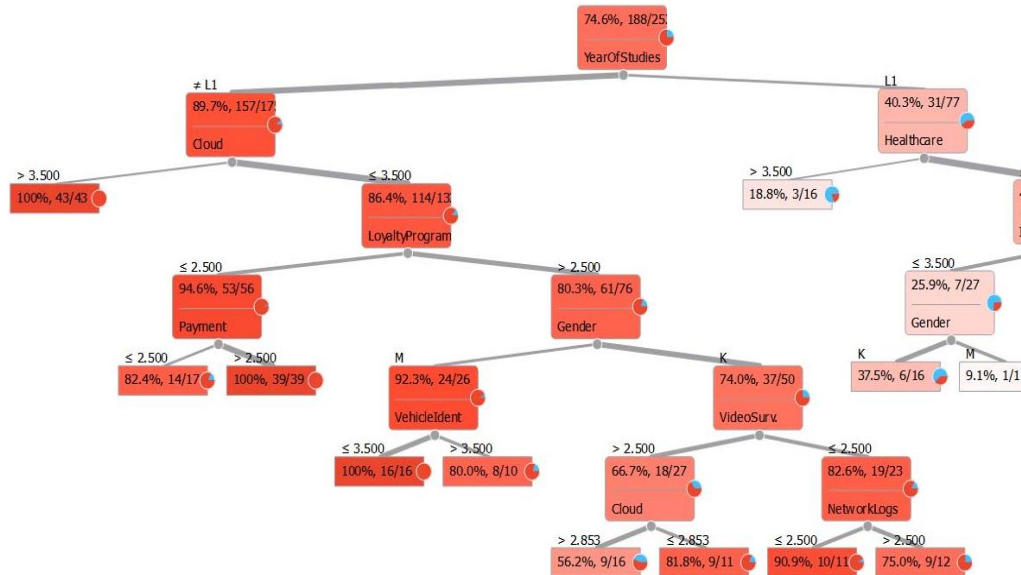 74.6%, 188/25
YearOfStudies
≠ L1
89.7%, 157/17
Cloud
L1
40.3%, 31/77
Healthcare
> 3.500
100%, 43/43
≤ 3.500
86.4%, 114/13
LoyaltyProgram
> 3.500
18.8%, 3/16
≤ 2.500
94.6%, 53/56
Payment
> 2.500
80.3%, 61/76
Gender
≤ 3.500
25.9%, 7/27
Gender
≤ 2.500
82.4%, 14/17
> 2.500
100%, 39/39
M
92.3%, 24/26
VehicleIdent
K
74.0%, 37/50
VideoSurv.
K
37.5%, 6/16
M
9.1%, 1/1
≤ 3.500
100%, 16/16
> 3.500
80.0%, 8/10
> 2.500
66.7%, 18/27
Cloud
≤ 2.500
82.6%, 19/23
NetworkLogs
> 2.853
56.2%, 9/16
≤ 2.853
81.8%, 9/11
≤ 2.500
90.9%, 10/11
> 2.500
75.0%, 9/12